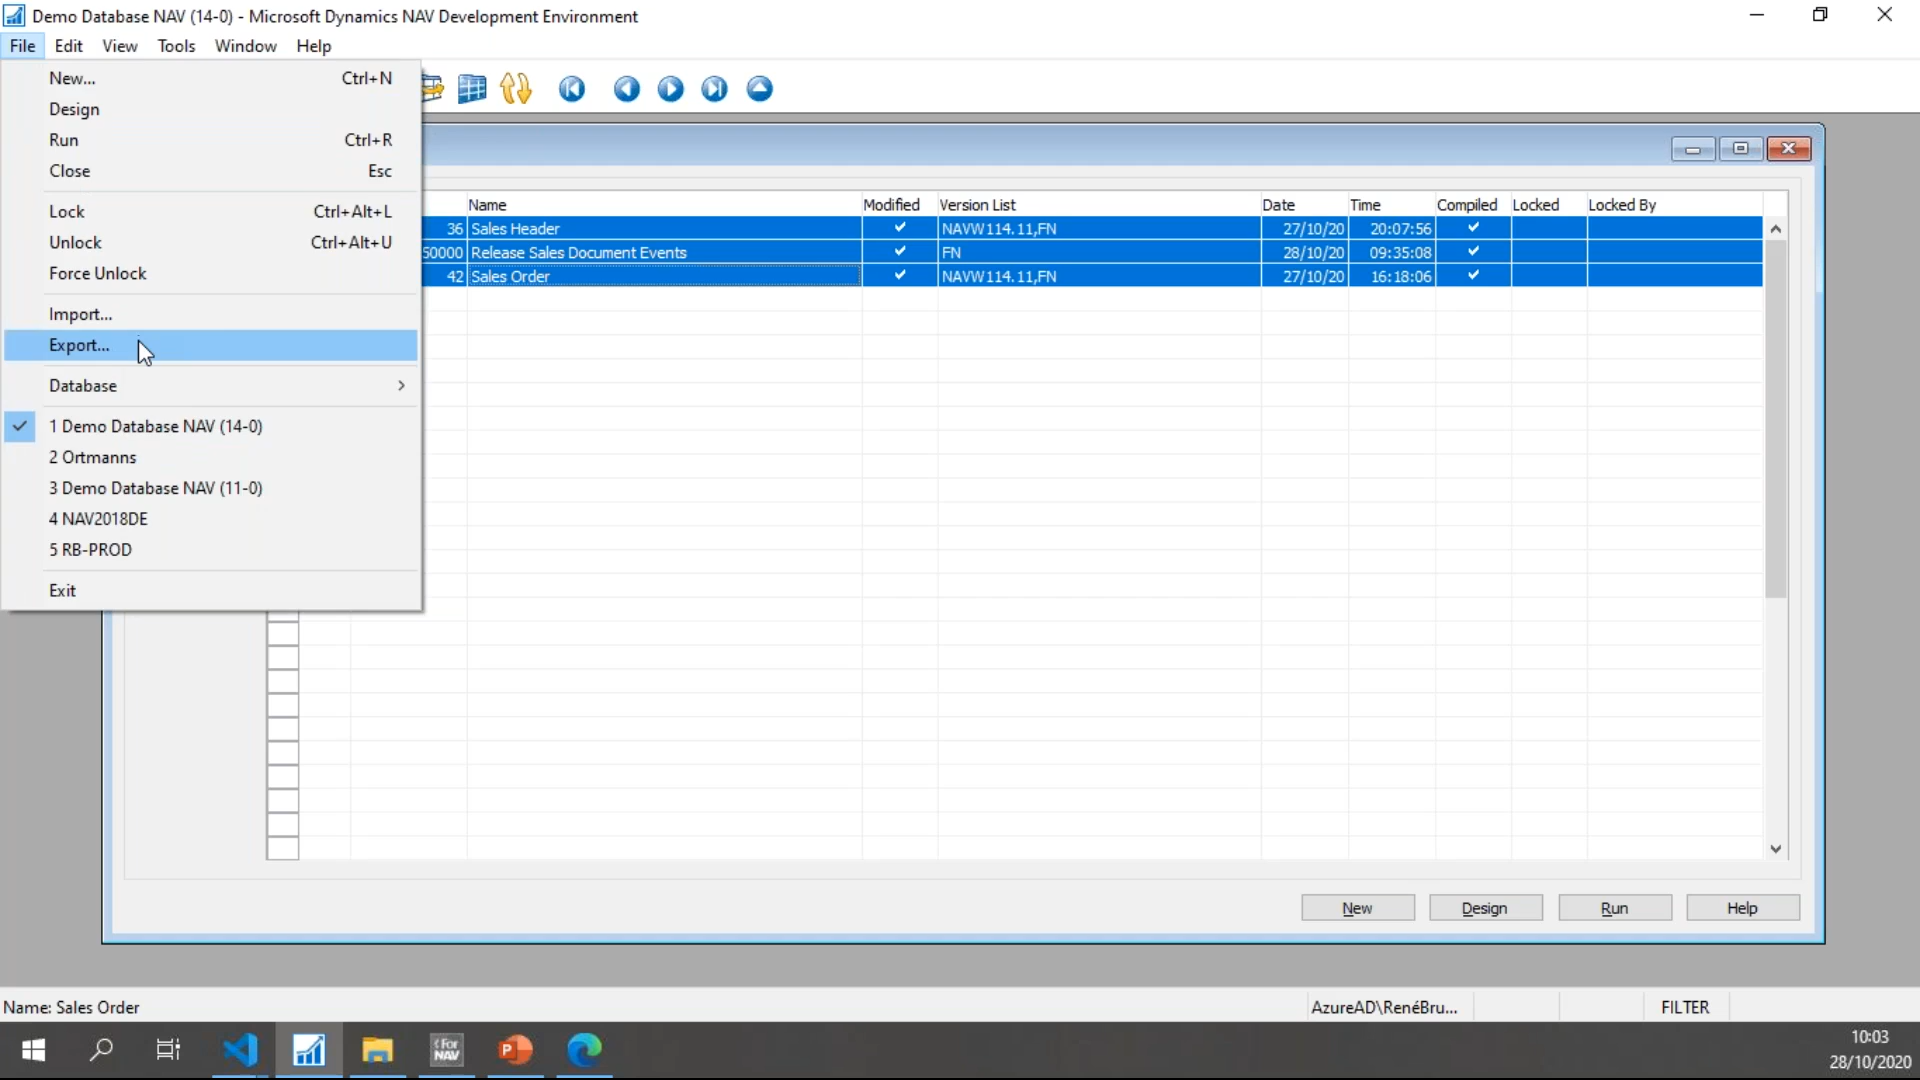 Demo Database NAV (14-0) - Microsoft Dynamics NAV Development Environment
File Edit View Tools Window Help
New... Ctrl+N
Design
Run Ctrl+R
Close Esc
Lock Ctrl+Alt+L
Unlock Ctrl+Alt+U
Force Unlock
Import...
Export...
Database
1 Demo Database NAV (14-0)
2 Ortmanns
3 Demo Database NAV (11-0)
4 NAV2018DE
5 RB-PROD
Exit
Name Modified Version List Date Time Compiled Locked Locked By
36 Sales Header NAVW114.11,FN 27/10/20 20:07:56
50000 Release Sales Document Events FN 28/10/20 09:35:08
42 Sales Order NAVW114.11,FN 27/10/20 16:18:06
New Design Run Help
Name: Sales Order AzureAD\RenéBru... FILTER
{For
NAV
P
10:03
28/10/2020